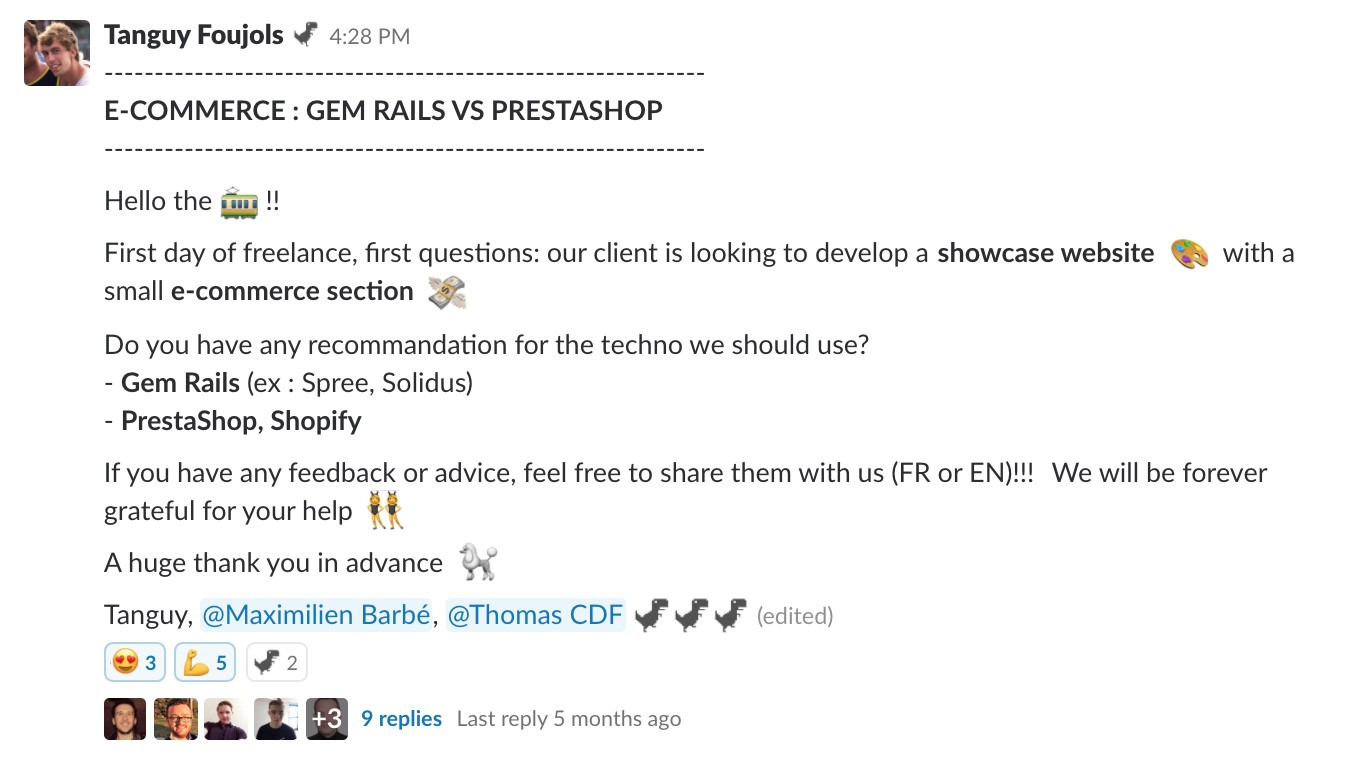 Tanguy Foujols 4:28 PM
------------------------------------------------------------
E-COMMERCE : GEM RAILS VS PRESTASHOP
------------------------------------------------------------
Hello the !!
First day of freelance, first questions: our client is looking to develop a showcase website with a
small e-commerce section
Do you have any recommandation for the techno we should use?
- Gem Rails (ex : Spree, Solidus)
- PrestaShop, Shopify
If you have any feedback or advice, feel free to share them with us (FR or EN)!!! We will be forever
grateful for your help
A huge thank you in advance
Tanguy, @Maximilien Barbé, @Thomas CDF (edited)
3 5 2
+3 9 replies Last reply 5 months ago